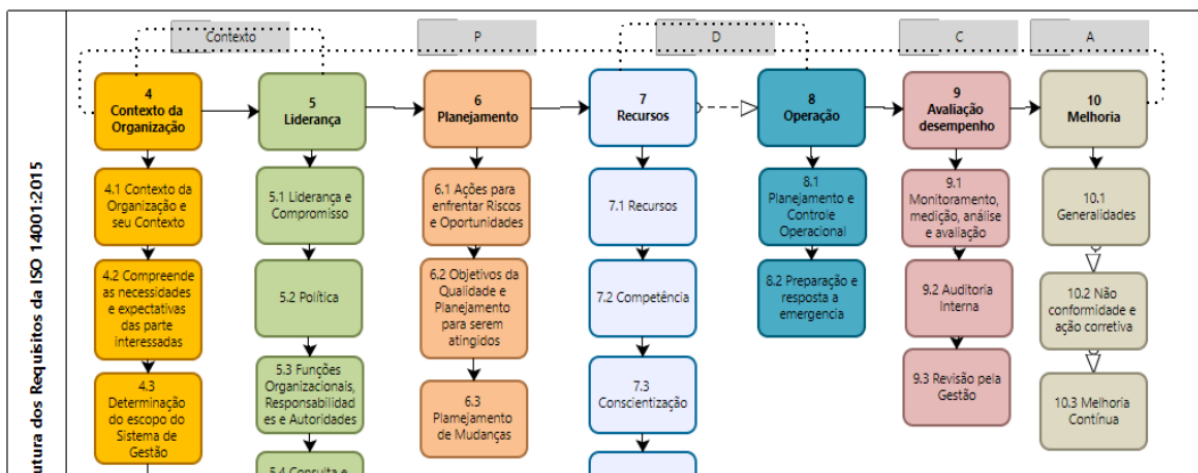 Contexto
P
D
C
A
utura dos Requisitos da ISO 14001:2015
4
Contexto da
Organização
5
Liderança
6
Planejamento
7
Recursos
8
Operação
9
Avaliação
desempenho
10
Melhoria
4.1 Contexto da
Organização e
seu Contexto
5.1 Liderança e
Compromisso
6.1 Ações para
enfrentar Riscos
e Oportunidades
7.1 Recursos
8.1
Planejamento e
Controle
Operacional
9.1
Monitoramento,
medição, análise
e avaliação
10.1
Generalidades
4.2 Compreende
as necessidades
e expectativas
das parte
interessadas
5.2 Política
6.2 Objetivos da
Qualidade e
Planejamento
para serem
atingidos
7.2 Competência
8.2 Preparação e
resposta a
emergencia
9.2 Auditoria
Interna
10.2 Não
conformidade e
ação corretiva
4.3
Determinação
do escopo do
Sistema de
Gestão
5.3 Funções
Organizacionais,
Responsabilidad
es e Autoridades
6.3
Plamejamento
de Mudanças
7.3
Conscientização
9.3 Revisão pela
Gestão
10.3 Melhoria
Contínua
5.4 Consulta e